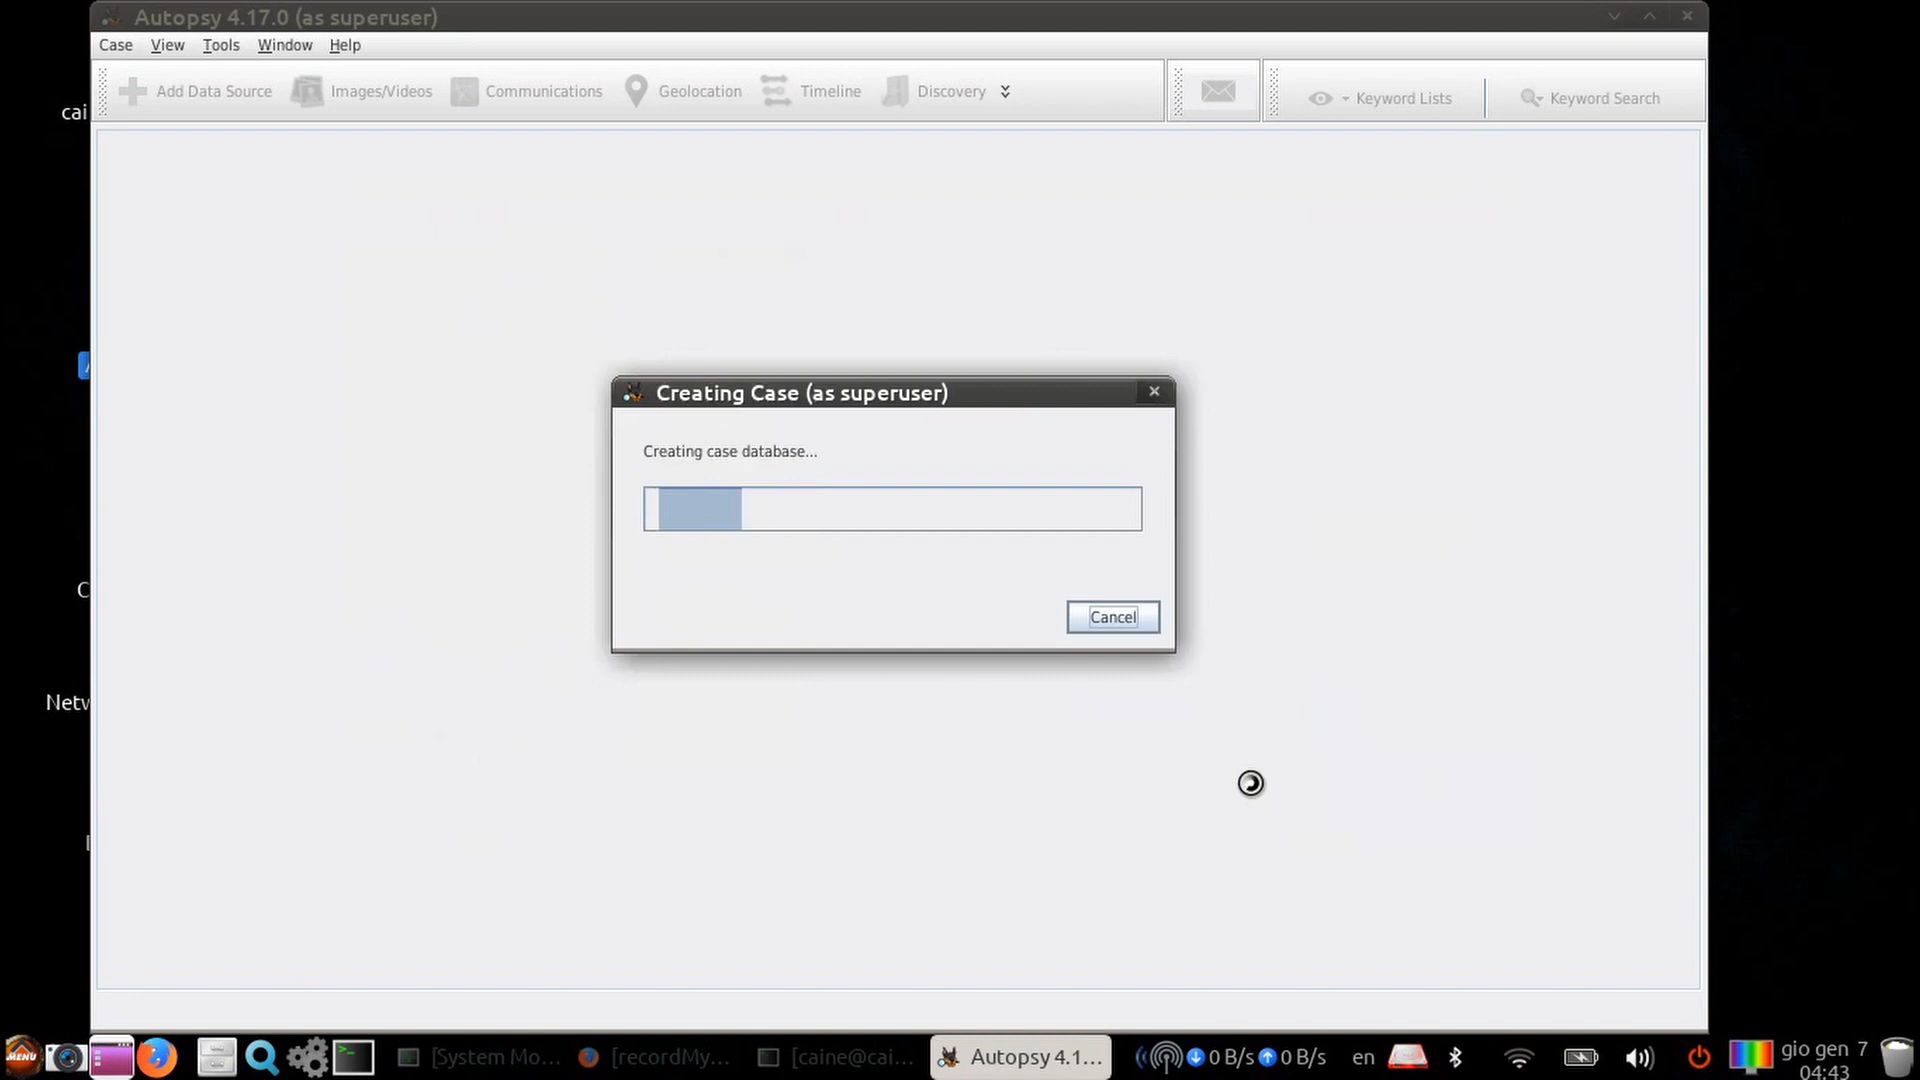 Autopsy 4.17.0 (as superuser)
Case View Tools Window Help
Add Data Source Images/Videos Communications Geolocation Timeline Discovery
Keyword Lists Keyword Search
cai
Creating Case (as superuser)
Creating case database...
Cancel
C
Netw
MENU
[System Mo...
[recordMy...
[caine@cai...
Autopsy 4.1...
0 B/s 0 B/s
en
gio gen 7
04:43